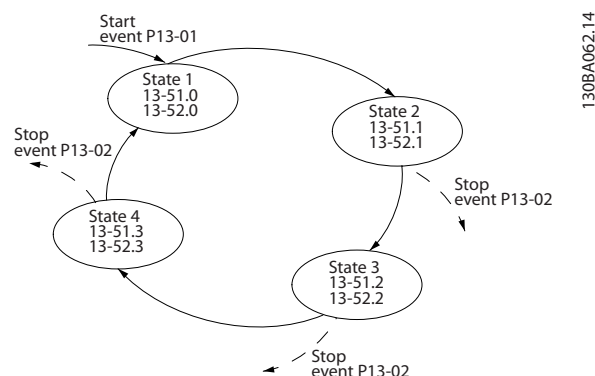 Start
event P13-01
State 1
13-51.0
13-52.0
State 2
13-51.1
13-52.1
Stop
event P13-02
State 3
13-51.2
13-52.2
Stop
event P13-02
State 4
13-51.3
13-52.3
Stop
event P13-02
130BA062.14